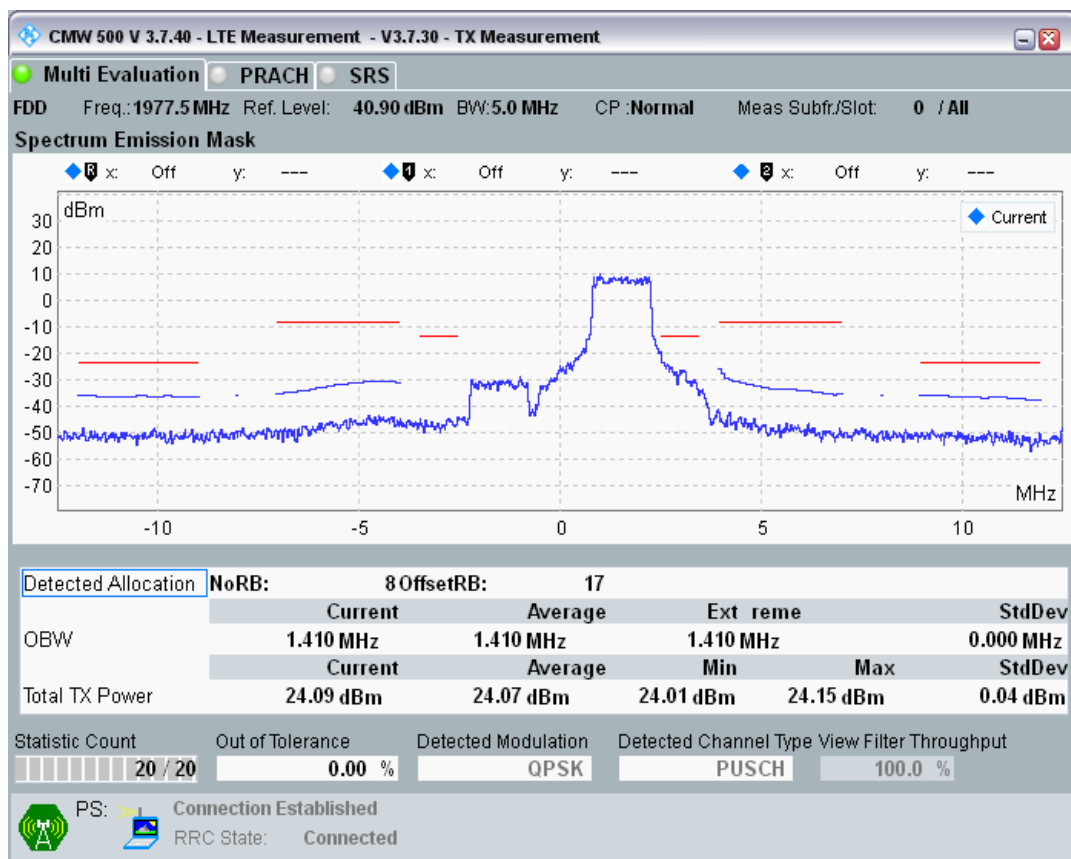 CMW 500 V 3.7.40 - LTE Measurement - V3.7.30 - TX Measurement
Multi Evaluation PRACH SRS
FDD Freq.: 1977.5 MHz Ref. Level: 40.90 dBm BW: 5.0 MHz CP : Normal Meas Subfr./Slot: 0 / All
Spectrum Emission Mask
R x: Off y: --- 1 x: Off y: --- 2 x: Off y: ---
dBm
Current
30
20
10
0
-10
-20
-30
-40
-50
-60
-70
MHz
-10 -5 0 5 10
Detected Allocation NoRB: 8 OffsetRB: 17
Current Average Ext reme StdDev
OBW 1.410 MHz 1.410 MHz 1.410 MHz 0.000 MHz
Current Average Min Max StdDev
Total TX Power 24.09 dBm 24.07 dBm 24.01 dBm 24.15 dBm 0.04 dBm
Statistic Count Out of Tolerance Detected Modulation Detected Channel Type View Filter Throughput
20 / 20 0.00 % QPSK PUSCH 100.0 %
PS: Connection Established
RRC State: Connected